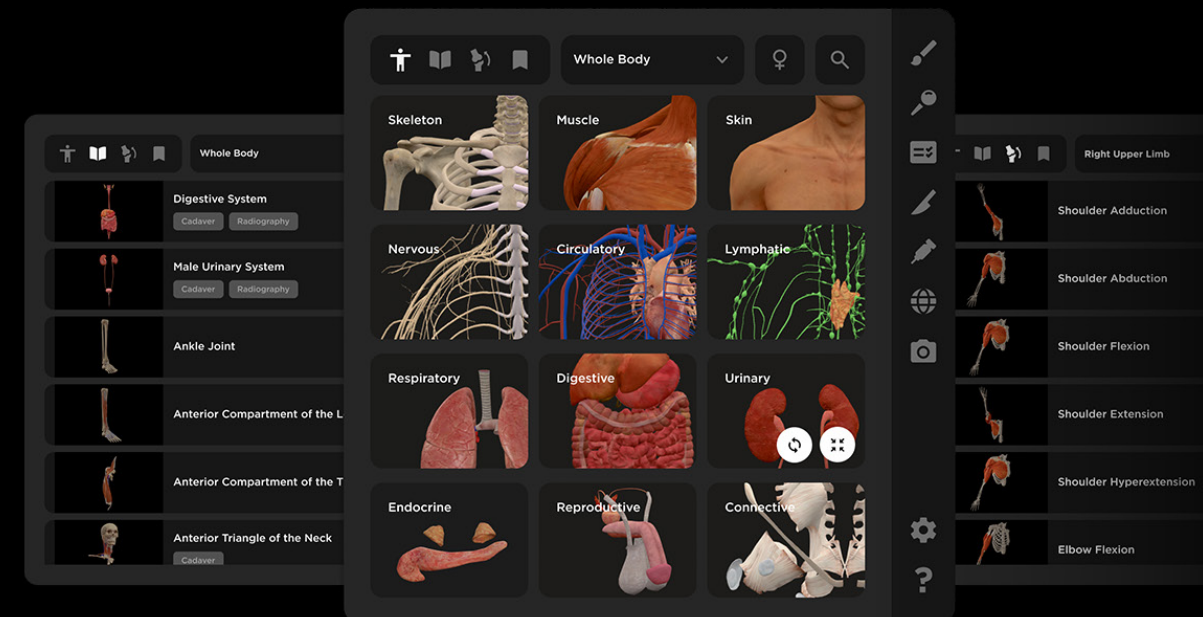 Whole Body
Digestive System
Cadaver
Radiography
Male Urinary System
Cadaver
Radiography
Ankle Joint
Anterior Compartment of the L
Anterior Compartment of the T
Anterior Triangle of the Neck
Cadaver
Whole Body
Skeleton
Muscle
Skin
Nervous
Circulatory
Lymphatic
Respiratory
Digestive
Urinary
Endocrine
Reproductive
Connective
?
Right Upper Limb
Shoulder Adduction
Shoulder Abduction
Shoulder Flexion
Shoulder Extension
Shoulder Hyperextension
Elbow Flexion